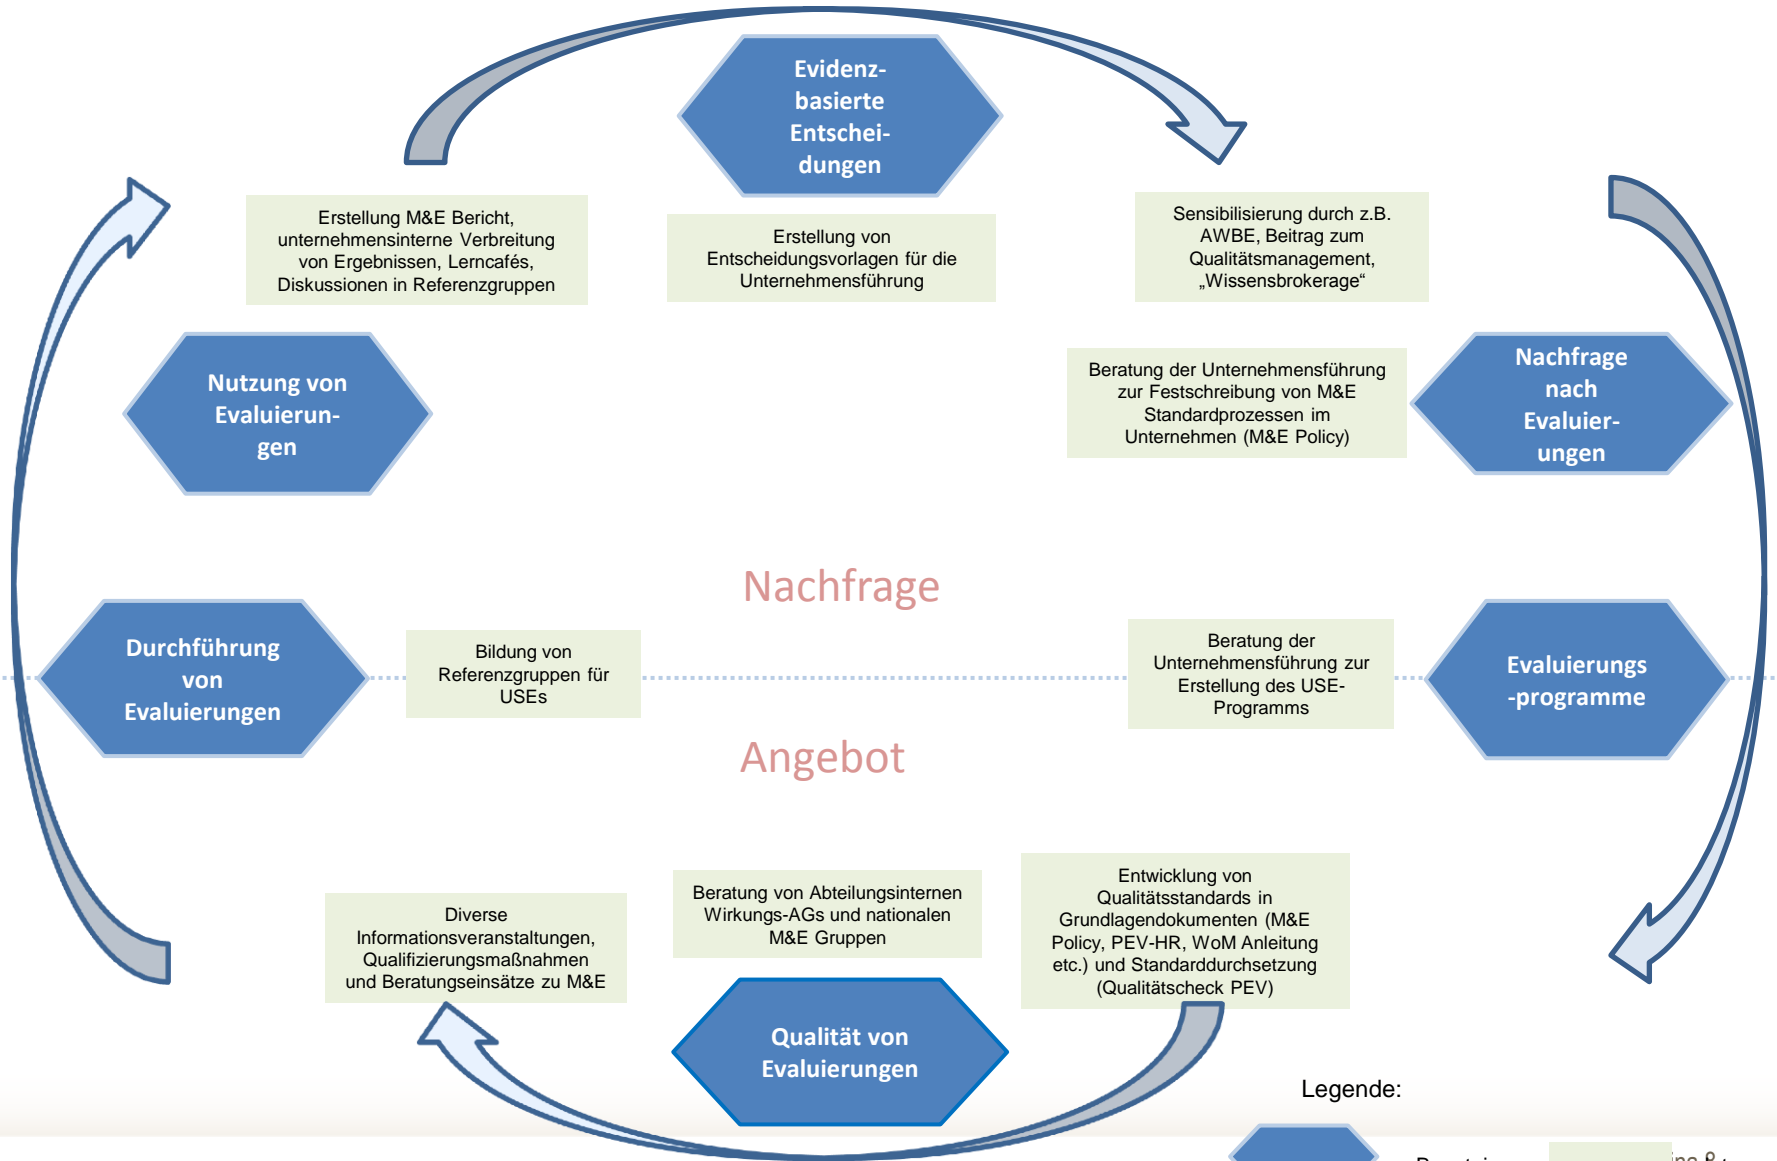 Evidenz-
basierte
Entschei-
dungen
Erstellung M&E Bericht,
unternehmensinterne Verbreitung
von Ergebnissen, Lerncafés,
Diskussionen in Referenzgruppen
Erstellung von
Entscheidungsvorlagen für die
Unternehmensführung
Sensibilisierung durch z.B.
AWBE, Beitrag zum
Qualitätsmanagement,
„Wissensbrokerage“
Nutzung von
Evaluierun-
gen
Beratung der Unternehmensführung
zur Festschreibung von M&E
Standardprozessen im
Unternehmen (M&E Policy)
Nachfrage
nach
Evaluier-
ungen
Nachfrage
Durchführung
von
Evaluierungen
Bildung von
Referenzgruppen für
USEs
Beratung der
Unternehmensführung zur
Erstellung des USE-
Programms
Evaluierungs
-programme
Angebot
Diverse
Informationsveranstaltungen,
Qualifizierungsmaßnahmen
und Beratungseinsätze zu M&E
Beratung von Abteilungsinternen
Wirkungs-AGs und nationalen
M&E Gruppen
Entwicklung von
Qualitätsstandards in
Grundlagendokumenten (M&E
Policy, PEV-HR, WoM Anleitung
etc.) und Standarddurchsetzung
(Qualitätscheck PEV)
Qualität von
Evaluierungen
Legende: